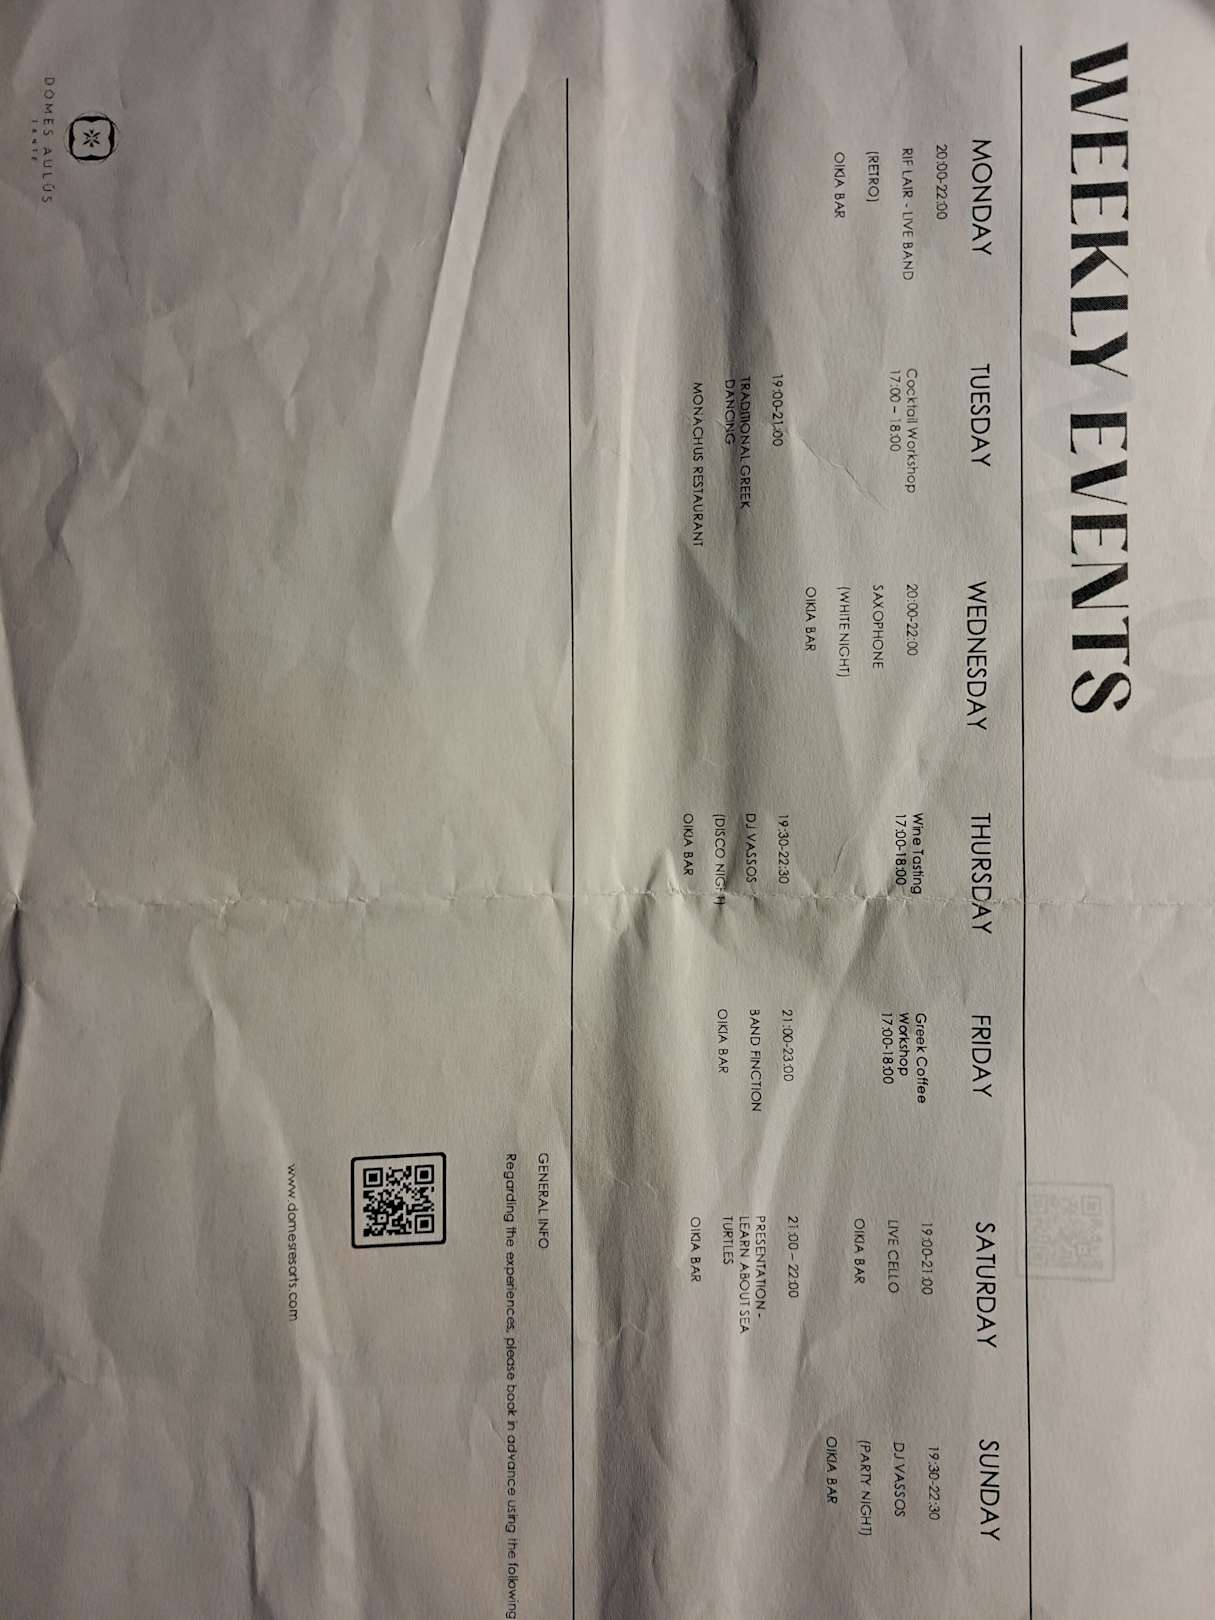 WEEKLY EVENTS
MONDAY
20:00-22:00
RIF LAIR - LIVE BAND
(RETRO)
OIKIA BAR
TUESDAY
Cocktail Workshop
17:00 – 18:00
19:00-21:00
TRADITIONAL GREEK
DANCING
MONACHUS RESTAURANT
WEDNESDAY
20:00-22:00
SAXOPHONE
(WHITE NIGHT)
OIKIA BAR
THURSDAY
Wine Tasting
17:00-18:00
19:30-22:30
DJ VASSOS
(DISCO NIGHT)
OIKIA BAR
FRIDAY
Greek Coffee
Workshop
17:00-18:00
21:00-23:00
BAND FINCTION
OIKIA BAR
SATURDAY
19:00-21:00
LIVE CELLO
OIKIA BAR
21:00 – 22:00
PRESENTATION -
LEARN ABOUT SEA
TURTLES
OIKIA BAR
SUNDAY
19:30-22:30
DJ VASSOS
(PARTY NIGHT)
OIKIA BAR
GENERAL INFO
Regarding the experiences, please book in advance using the following
www.domesresorts.com
DOMES AULŪS
ZANTE